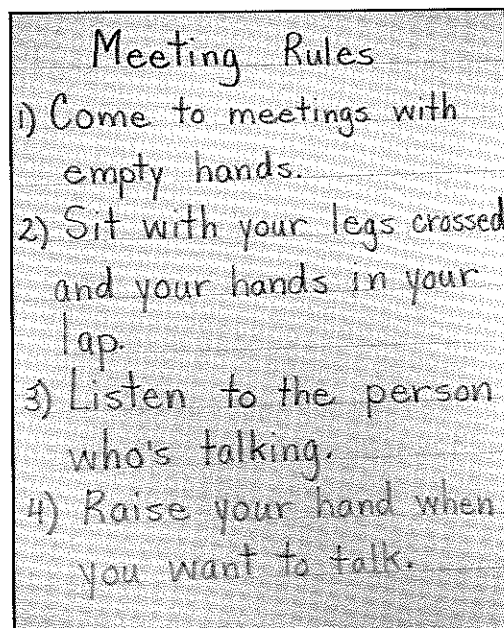 Meeting Rules
1) Come to meetings with
empty hands.
2) Sit with your legs crossed
and your hands in your
lap.
3) Listen to the person
who's talking.
4) Raise your hand when
you want to talk.